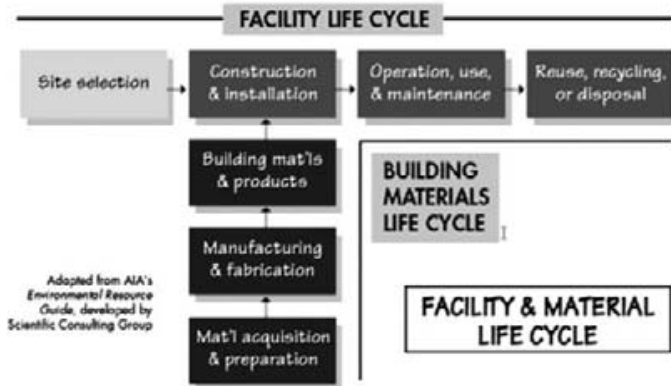 FACILITY LIFE CYCLE
Site selection
Construction
& installation
Operation, use,
& maintenance
Reuse, recycling,
or disposal
Building mat'ls
& products
BUILDING
MATERIALS
LIFE CYCLE
Manufacturing
& fabrication
Adapted from AIA's
Environmental Resource
Guide, developed by
Scientific Consulting Group
FACILITY & MATERIAL
LIFE CYCLE
Mat'l acquisition
& preparation